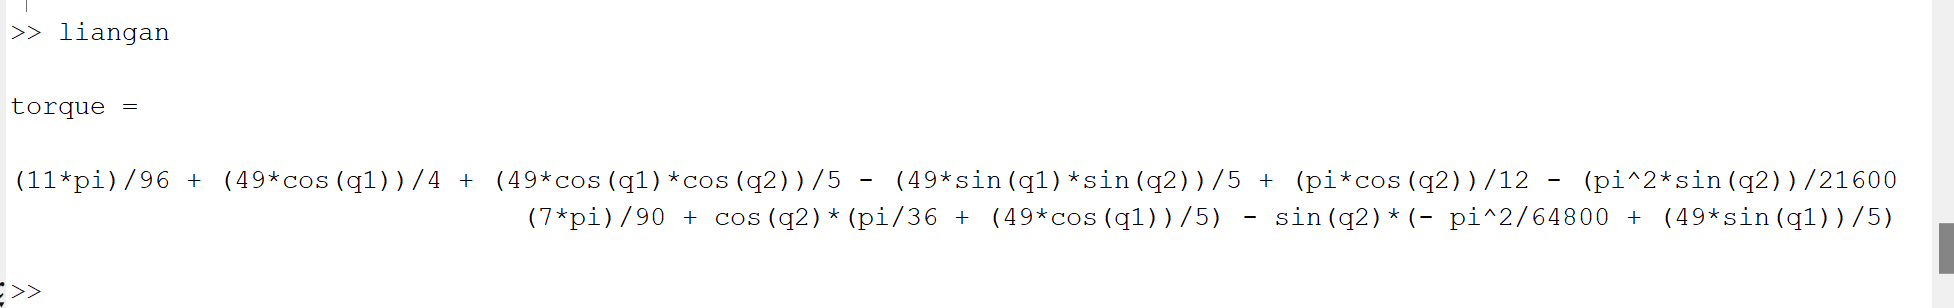 >> liangan
torque =
(11*pi)/96 + (49*cos(q1))/4 + (49*cos(q1)*cos(q2))/5 - (49*sin(q1)*sin(q2))/5 + (pi*cos(q2))/12 - (pi^2*sin(q2))/21600
(7*pi)/90 + cos(q2)*(pi/36 + (49*cos(q1))/5) - sin(q2)*(- pi^2/64800 + (49*sin(q1))/5)
>>